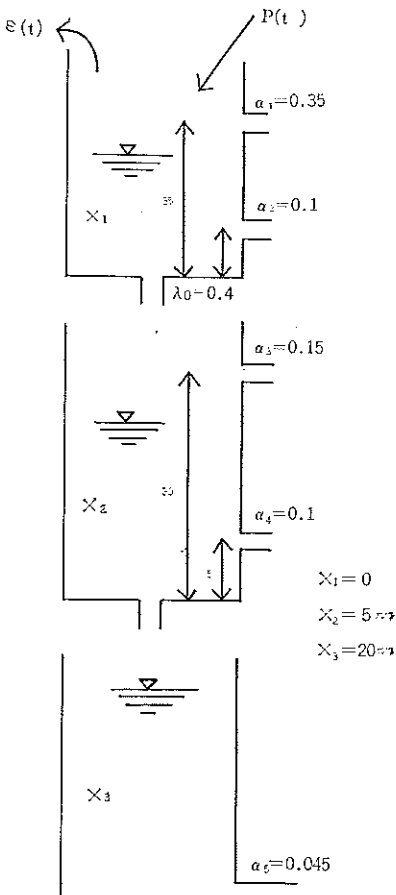 ε(t)
P(t )
α₁=0.35
X₁
α₂=0.1
λ₀-0.4
α₃=0.15
X₂
α₄=0.1
X₁=0
X₂=5
X₃=20
X₃
α₅=0.045